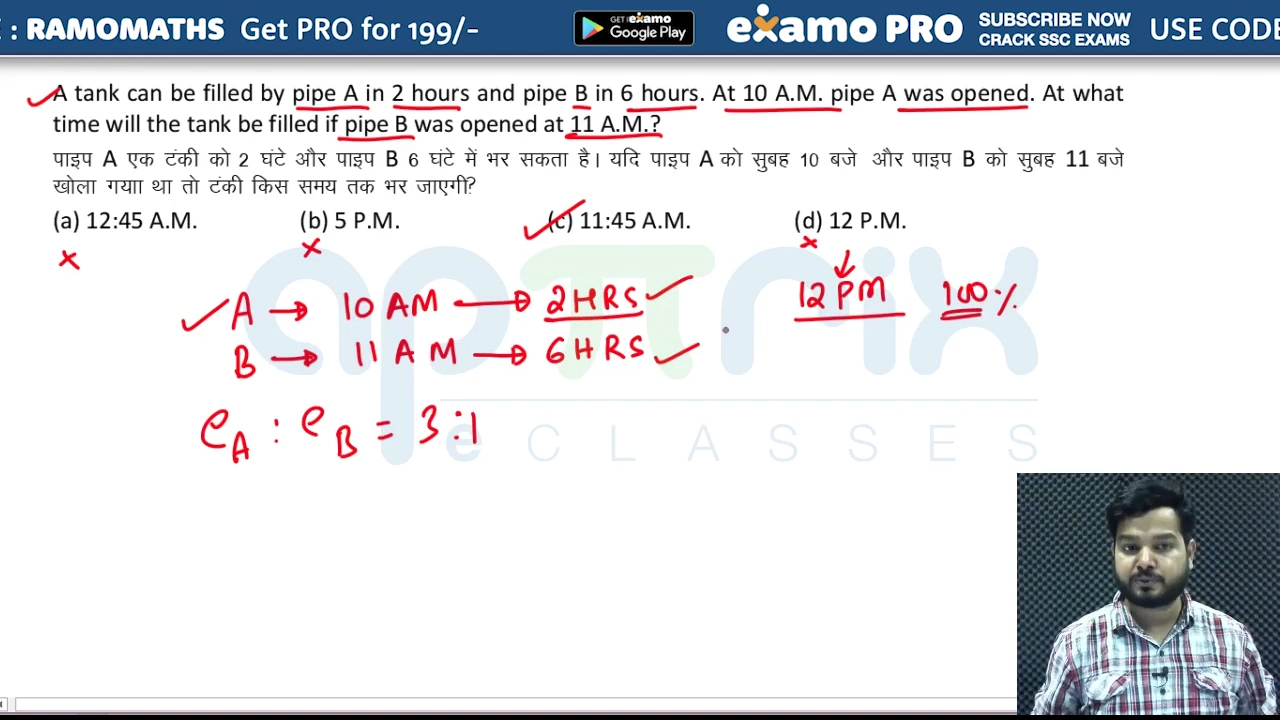 : RAMOMATHS Get PRO for 199/-
GET IN examo
Google Play
examo PRO
SUBSCRIBE NOW
CRACK SSC EXAMS
USE CODE
A tank can be filled by pipe A in 2 hours and pipe B in 6 hours. At 10 A.M. pipe A was opened. At what
time will the tank be filled if pipe B was opened at 11 A.M.?
पाइप A एक टंकी को 2 घंटे और पाइप B 6 घंटे में भर सकता है। यदि पाइप A को सुबह 10 बजे और पाइप B को सुबह 11 बजे
खोला गयाा था तो टंकी किस समय तक भर जाएगी?
(a) 12:45 A.M. (b) 5 P.M. (c) 11:45 A.M. (d) 12 P.M.
A → 10 AM → 2 HRS
12 PM 100%
B → 11 AM → 6 HRS
eA : eB = 3:1
apπrix
e CLASSES